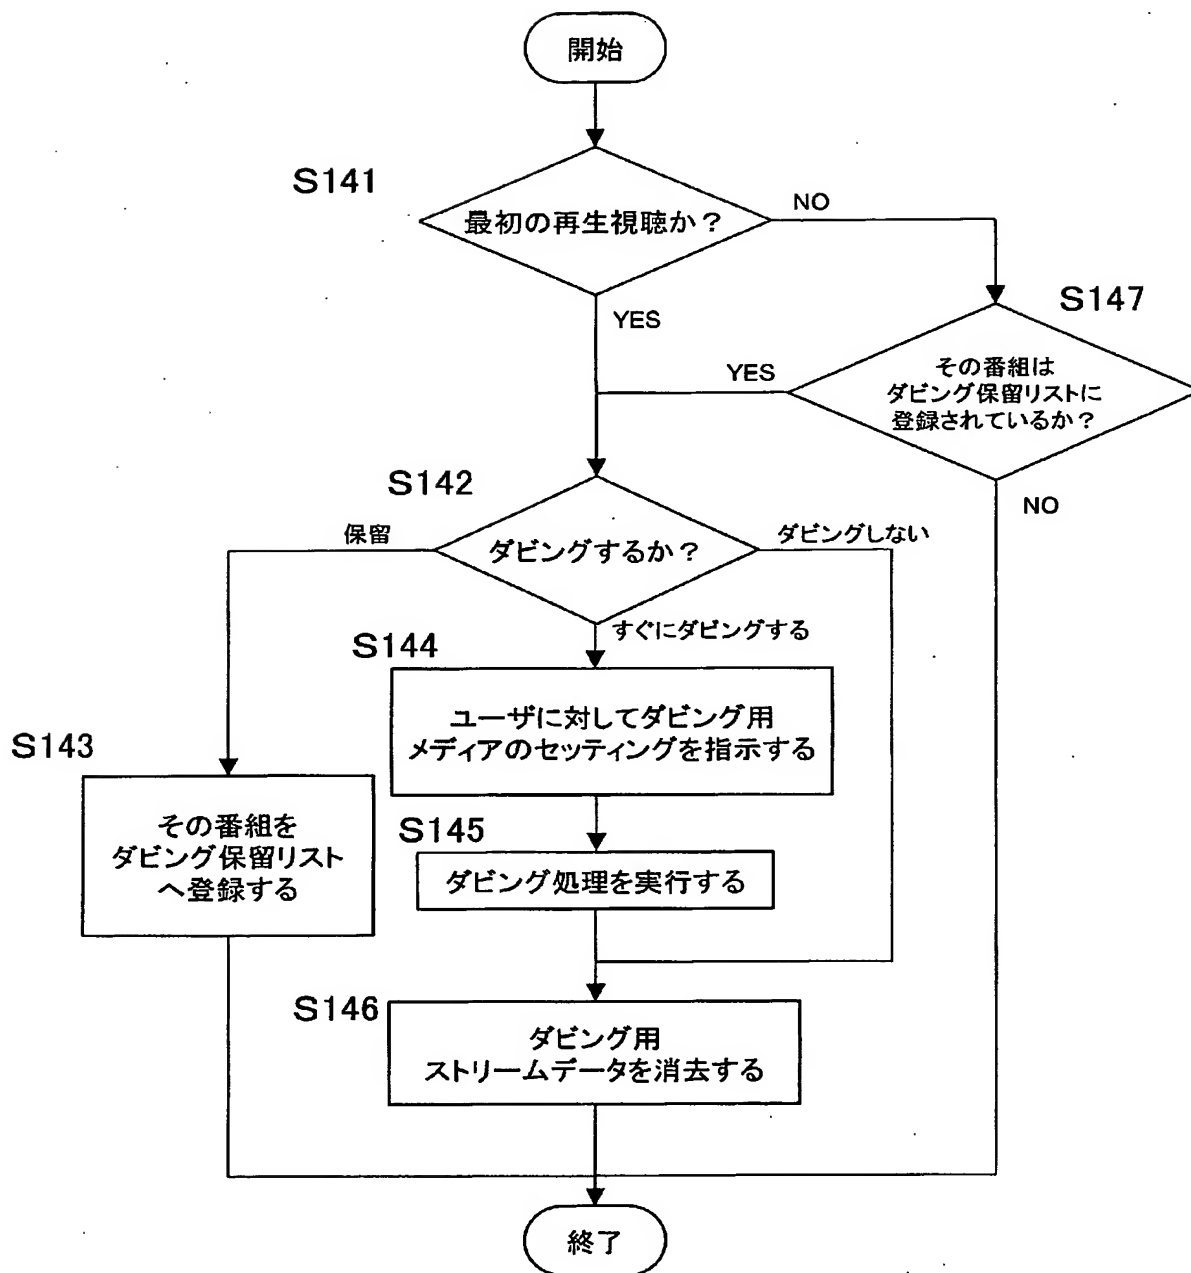 開始
S141
最初の再生視聴か？
NO
YES
S147
その番組は
ダビング保留リストに
登録されているか？
YES
NO
S142
ダビングするか？
保留
ダビングしない
すぐにダビングする
S144
ユーザに対してダビング用
メディアのセッティングを指示する
S143
その番組を
ダビング保留リスト
へ登録する
S145
ダビング処理を実行する
S146
ダビング用
ストリームデータを消去する
終了